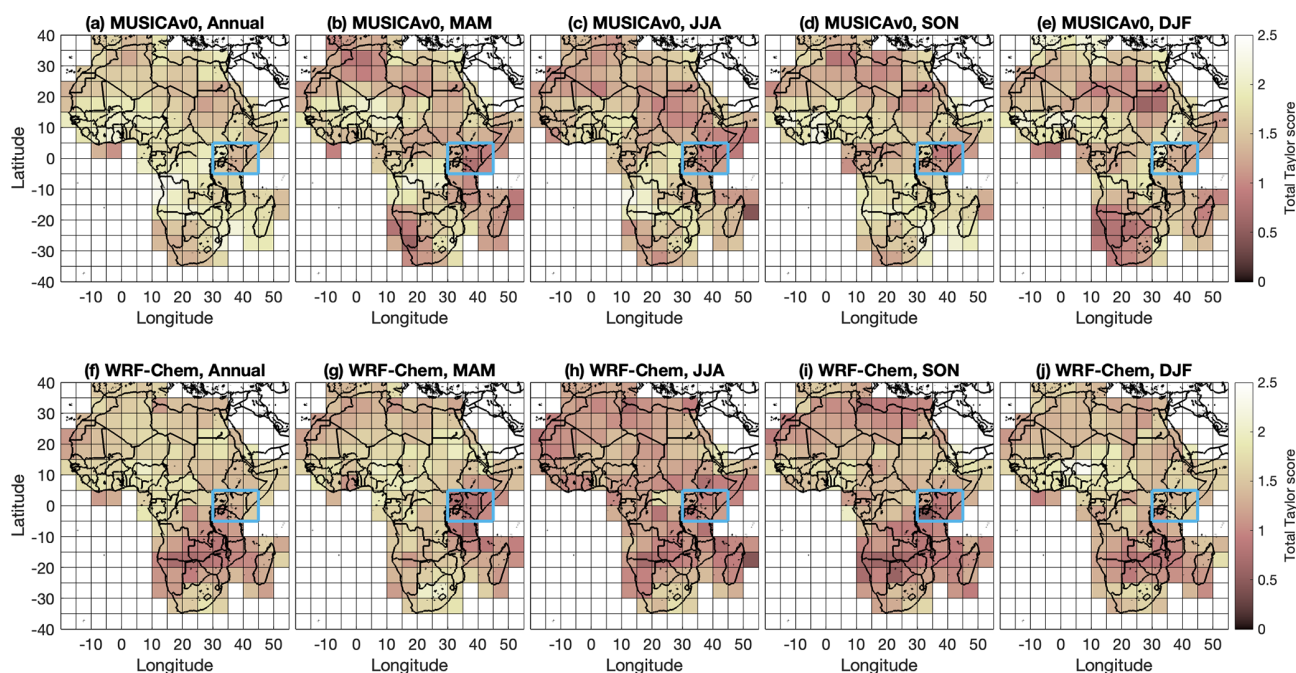 (a) MUSICAv0, Annual
(b) MUSICAv0, MAM
(c) MUSICAv0, JJA
(d) MUSICAv0, SON
(e) MUSICAv0, DJF
40
30
20
10
0
-10
-20
-30
-40
Latitude
-10 0 10 20 30 40 50
-10 0 10 20 30 40 50
-10 0 10 20 30 40 50
-10 0 10 20 30 40 50
-10 0 10 20 30 40 50
Longitude
Longitude
Longitude
Longitude
Longitude
2.5
2
1.5
1
0.5
0
Total Taylor score
(f) WRF-Chem, Annual
(g) WRF-Chem, MAM
(h) WRF-Chem, JJA
(i) WRF-Chem, SON
(j) WRF-Chem, DJF
40
30
20
10
0
-10
-20
-30
-40
Latitude
-10 0 10 20 30 40 50
-10 0 10 20 30 40 50
-10 0 10 20 30 40 50
-10 0 10 20 30 40 50
-10 0 10 20 30 40 50
Longitude
Longitude
Longitude
Longitude
Longitude
2.5
2
1.5
1
0.5
0
Total Taylor score